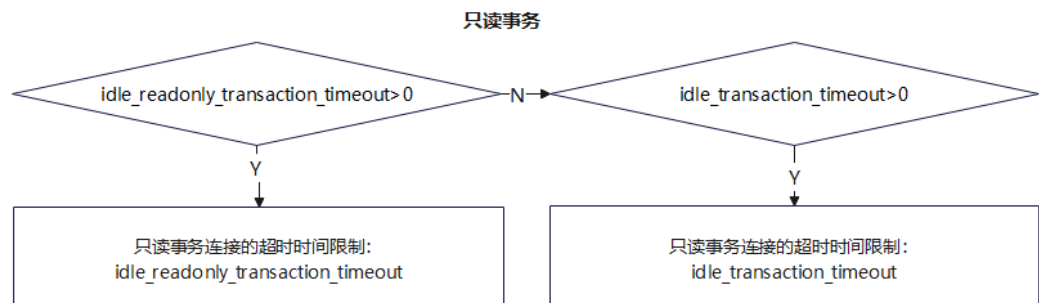 只读事务
idle_readonly_transaction_timeout>0
N
idle_transaction_timeout>0
Y
Y
只读事务连接的超时时间限制:
idle_readonly_transaction_timeout
只读事务连接的超时时间限制:
idle_transaction_timeout